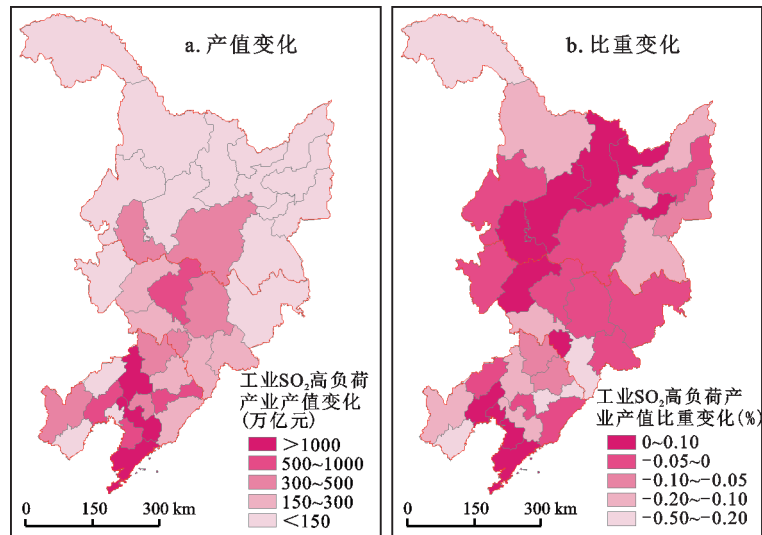 a. 产值变化
工业SO₂高负荷
产业产值变化
(万亿元)
>1000
500~1000
300~500
150~300
<150
0 150 300 km
b. 比重变化
工业SO₂高负荷产
业产值比重变化(%)
0~0.10
-0.05~0
-0.10~-0.05
-0.20~-0.10
-0.50~-0.20
0 150 300 km